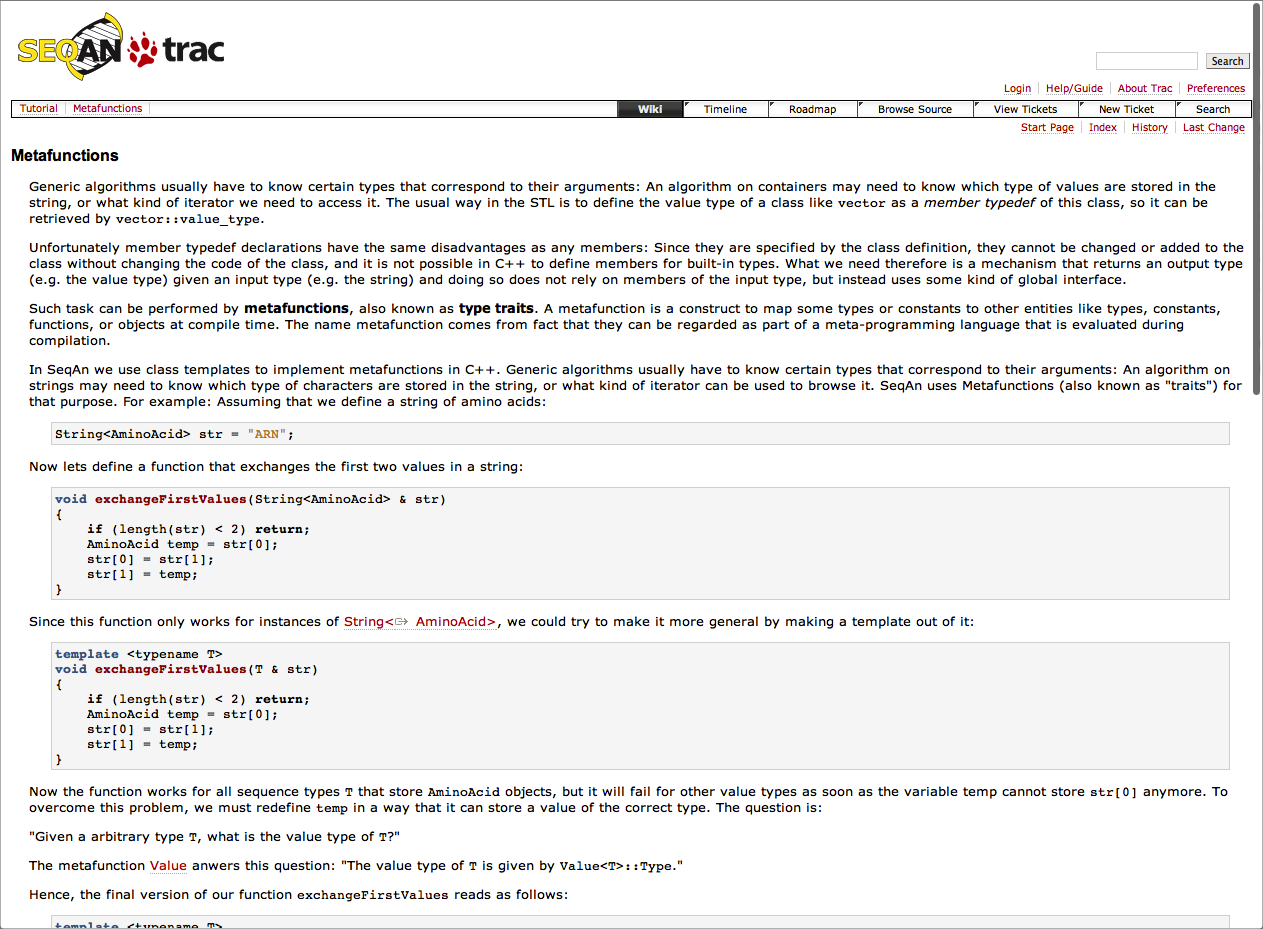 SEQAN trac
Search
Login Help/Guide About Trac Preferences
Tutorial Metafunctions Wiki Timeline Roadmap Browse Source View Tickets New Ticket Search
Start Page Index History Last Change
Metafunctions
Generic algorithms usually have to know certain types that correspond to their arguments: An algorithm on containers may need to know which type of values are stored in the
string, or what kind of iterator we need to access it. The usual way in the STL is to define the value type of a class like vector as a member typedef of this class, so it can be
retrieved by vector::value_type.
Unfortunately member typedef declarations have the same disadvantages as any members: Since they are specified by the class definition, they cannot be changed or added to the
class without changing the code of the class, and it is not possible in C++ to define members for built-in types. What we need therefore is a mechanism that returns an output type
(e.g. the value type) given an input type (e.g. the string) and doing so does not rely on members of the input type, but instead uses some kind of global interface.
Such task can be performed by metafunctions, also known as type traits. A metafunction is a construct to map some types or constants to other entities like types, constants,
functions, or objects at compile time. The name metafunction comes from fact that they can be regarded as part of a meta-programming language that is evaluated during
compilation.
In SeqAn we use class templates to implement metafunctions in C++. Generic algorithms usually have to know certain types that correspond to their arguments: An algorithm on
strings may need to know which type of characters are stored in the string, or what kind of iterator can be used to browse it. SeqAn uses Metafunctions (also known as "traits") for
that purpose. For example: Assuming that we define a string of amino acids:
String<AminoAcid> str = "ARN";
Now lets define a function that exchanges the first two values in a string:
void exchangeFirstValues(String<AminoAcid> & str)
{
if (length(str) < 2) return;
AminoAcid temp = str[0];
str[0] = str[1];
str[1] = temp;
}
Since this function only works for instances of String< AminoAcid>, we could try to make it more general by making a template out of it:
template <typename T>
void exchangeFirstValues(T & str)
{
if (length(str) < 2) return;
AminoAcid temp = str[0];
str[0] = str[1];
str[1] = temp;
}
Now the function works for all sequence types T that store AminoAcid objects, but it will fail for other value types as soon as the variable temp cannot store str[0] anymore. To
overcome this problem, we must redefine temp in a way that it can store a value of the correct type. The question is:
"Given a arbitrary type T, what is the value type of T?"
The metafunction Value anwers this question: "The value type of T is given by Value<T>::Type."
Hence, the final version of our function exchangeFirstValues reads as follows:
template <typename T>